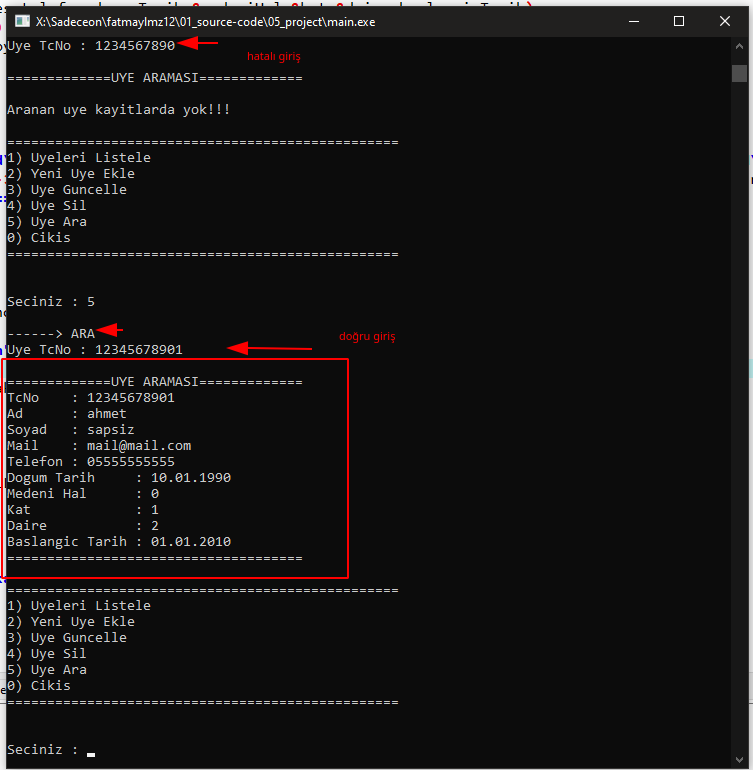 X:\Sadeceon\fatmaylmz12\01_source-code\05_project\main.exe
Uye TcNo : 1234567890
hatalı giriş
=============UYE ARAMASI=============
Aranan uye kayitlarda yok!!!
=================================================
1) Uyeleri Listele
2) Yeni Uye Ekle
3) Uye Guncelle
4) Uye Sil
5) Uye Ara
0) Cikis
=================================================
Seciniz : 5
------> ARA
doğru giriş
Uye TcNo : 12345678901
=============UYE ARAMASI=============
TcNo    : 12345678901
Ad      : ahmet
Soyad   : sapsiz
Mail    : mail@mail.com
Telefon : 05555555555
Dogum Tarih     : 10.01.1990
Medeni Hal      : 0
Kat             : 1
Daire           : 2
Baslangic Tarih : 01.01.2010
=====================================
=================================================
1) Uyeleri Listele
2) Yeni Uye Ekle
3) Uye Guncelle
4) Uye Sil
5) Uye Ara
0) Cikis
=================================================
Seciniz :